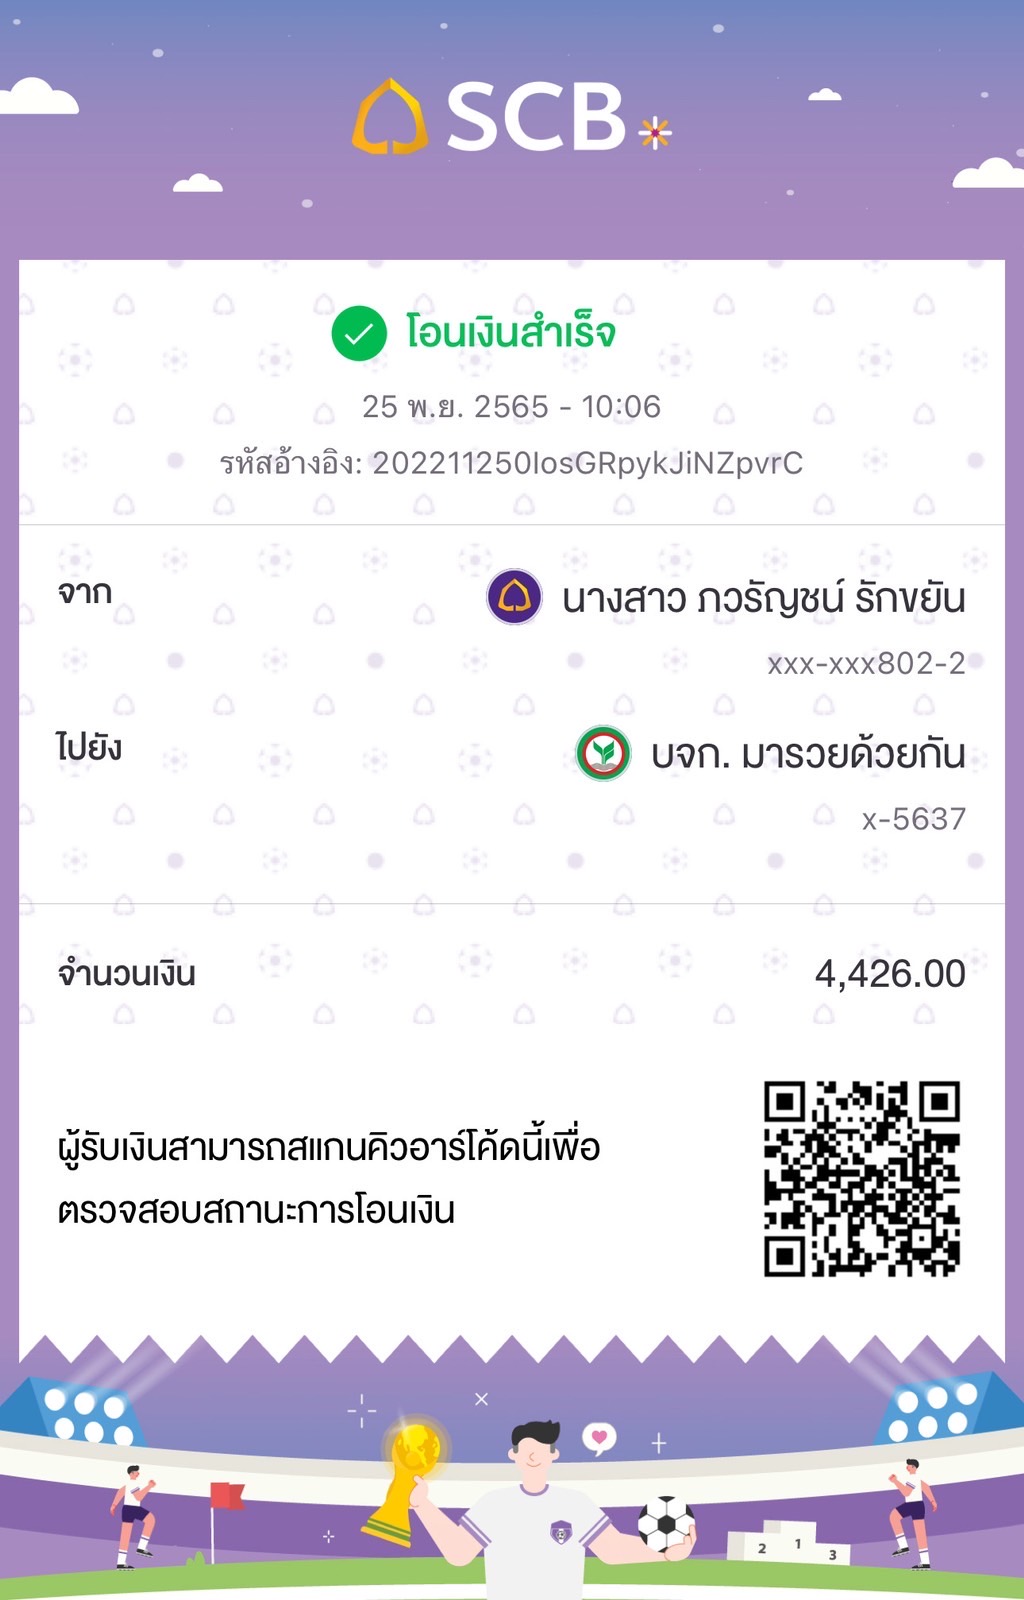 SCB
โอนเงินสำเร็จ
25 พ.ย. 2565 - 10:06
รหัสอ้างอิง: 202211250IosGRpykJiNZpvrC
จาก
นางสาว ภวรัญชน์ รักขยัน
xxx-xxx802-2
ไปยัง
บจก. มารวยด้วยกัน
x-5637
จำนวนเงิน
4,426.00
ผู้รับเงินสามารถสแกนคิวอาร์โค้ดนี้เพื่อ
ตรวจสอบสถานะการโอนเงิน
2 1 3